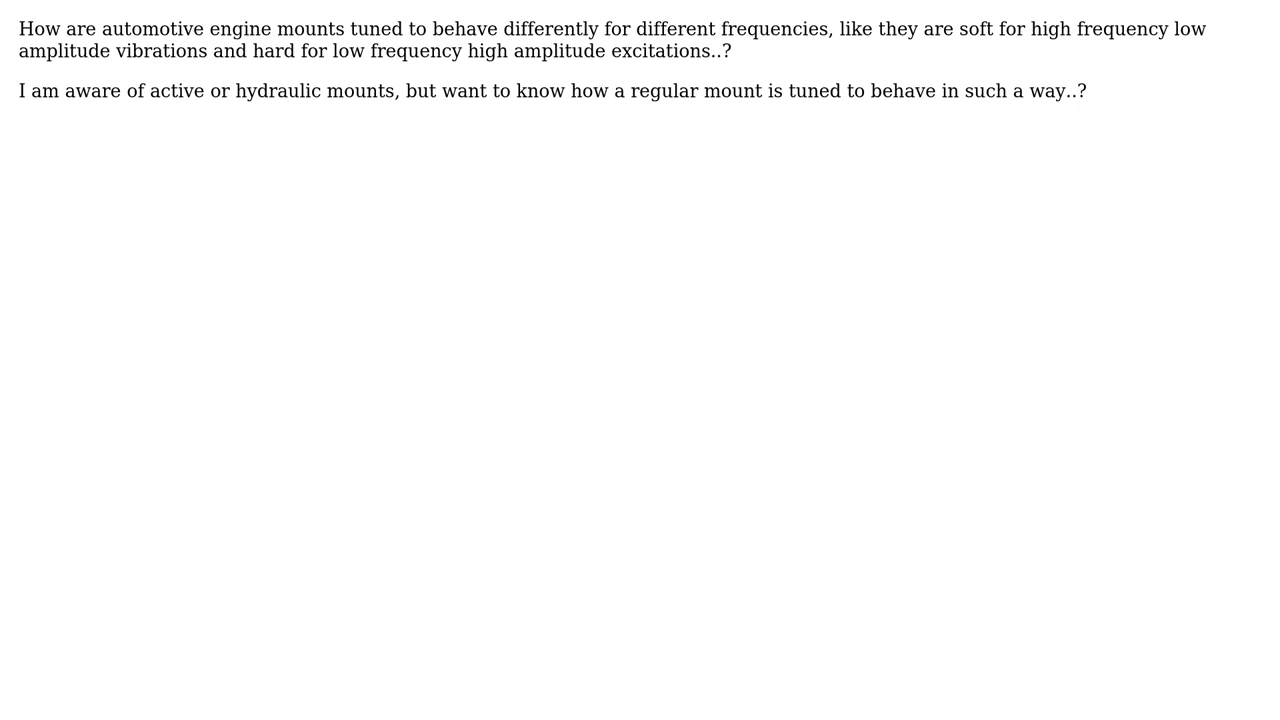 How are automotive engine mounts tuned to behave differently for different frequencies, like they are soft for high frequency low
amplitude vibrations and hard for low frequency high amplitude excitations..?
I am aware of active or hydraulic mounts, but want to know how a regular mount is tuned to behave in such a way..?